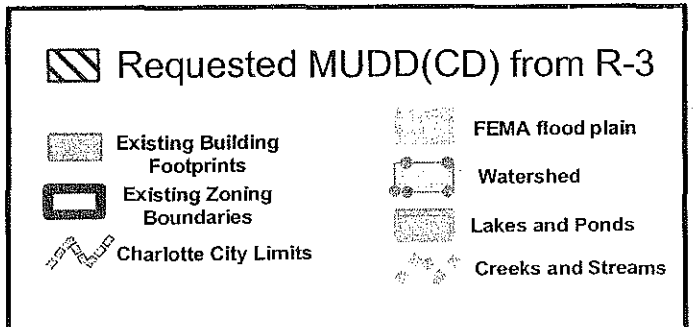 Requested MUDD(CD) from R-3
Existing Building
Footprints
Existing Zoning
Boundaries
Charlotte City Limits
FEMA flood plain
Watershed
Lakes and Ponds
Creeks and Streams